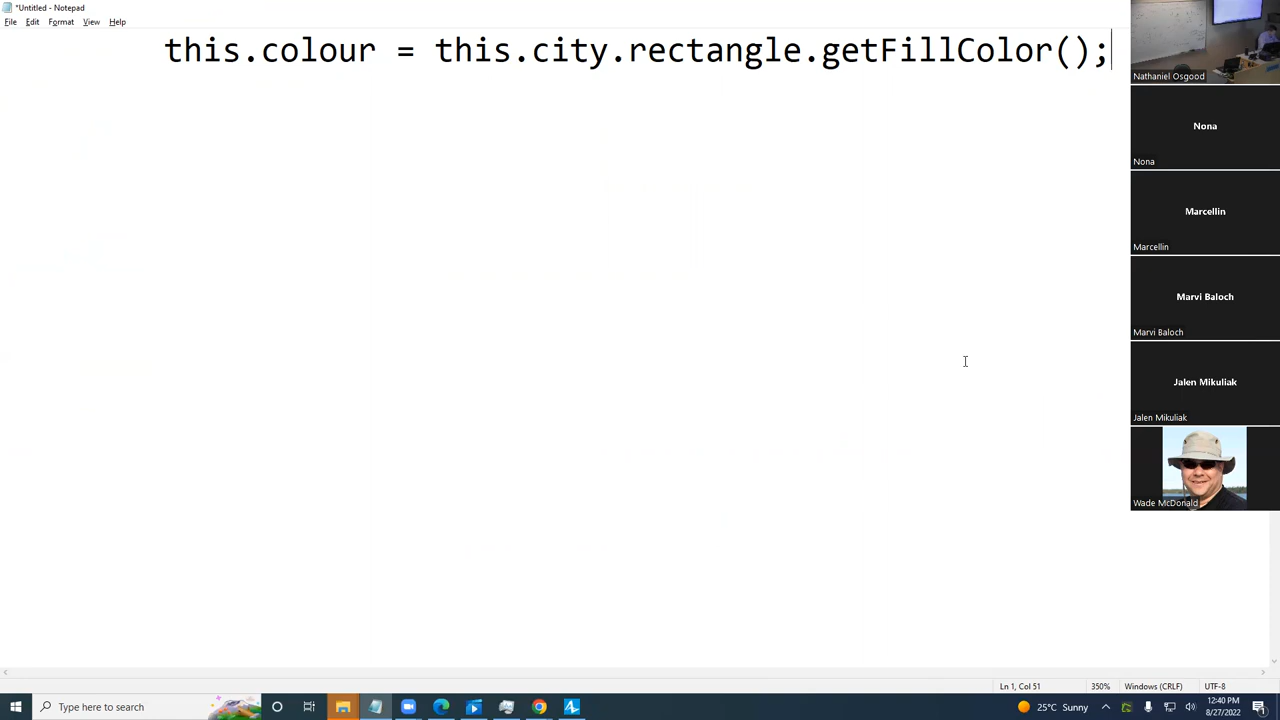 *Untitled - Notepad
File Edit Format View Help
this.colour = this.city.rectangle.getFillColor();
Nathaniel Osgood
Nona
Nona
Marcellin
Marcellin
Marvi Baloch
Marvi Baloch
Jalen Mikuliak
Jalen Mikuliak
Wade McDonald
Ln 1, Col 51 350% Windows (CRLF) UTF-8
Type here to search
25°C Sunny
12:40 PM
8/27/2022
1